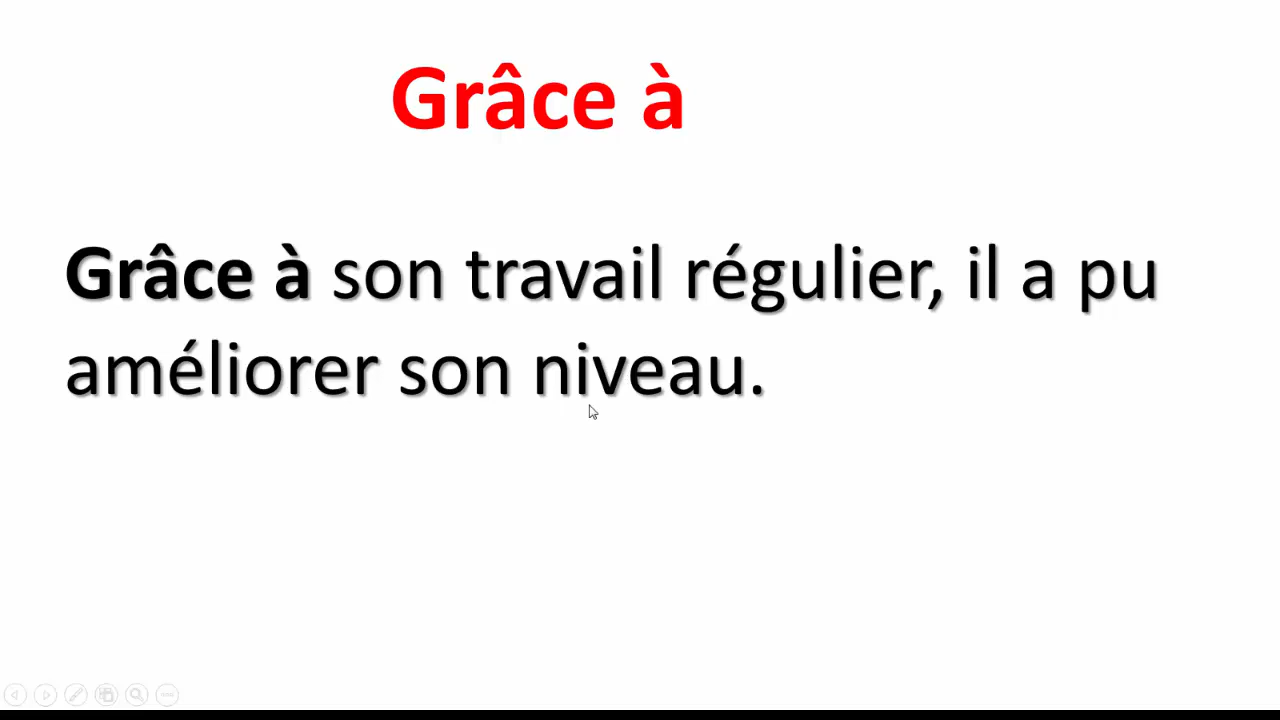 Grâce à
Grâce à son travail régulier, il a pu
améliorer son niveau.